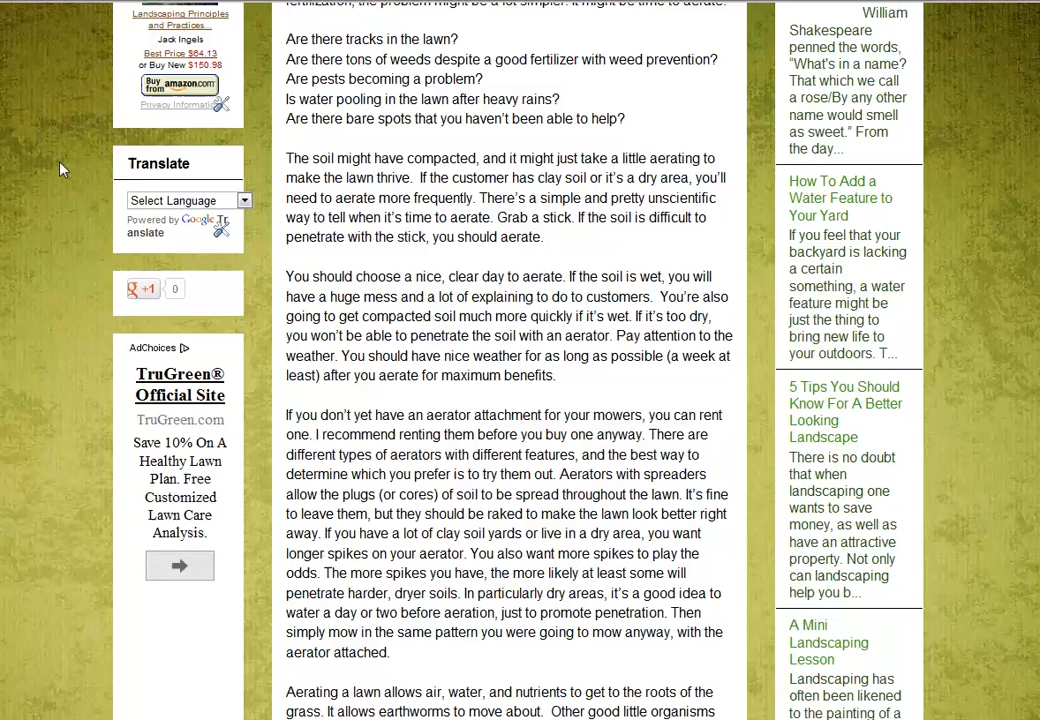 Landscaping Principles
and Practices...
Jack Ingels
Best Price $64.13
or Buy New $150.98
Buy
from amazon.com
Privacy Informatio
Translate
Select Language
Powered by Google Tr
anslate
g +1 0
AdChoices
TruGreen®
Official Site
TruGreen.com
Save 10% On A
Healthy Lawn
Plan. Free
Customized
Lawn Care
Analysis.
fertilization, the problem might be a lot simpler. It might be time to aerate.
Are there tracks in the lawn?
Are there tons of weeds despite a good fertilizer with weed prevention?
Are pests becoming a problem?
Is water pooling in the lawn after heavy rains?
Are there bare spots that you haven't been able to help?
The soil might have compacted, and it might just take a little aerating to
make the lawn thrive. If the customer has clay soil or it's a dry area, you'll
need to aerate more frequently. There's a simple and pretty unscientific
way to tell when it's time to aerate. Grab a stick. If the soil is difficult to
penetrate with the stick, you should aerate.
You should choose a nice, clear day to aerate. If the soil is wet, you will
have a huge mess and a lot of explaining to do to customers. You're also
going to get compacted soil much more quickly if it's wet. If it's too dry,
you won't be able to penetrate the soil with an aerator. Pay attention to the
weather. You should have nice weather for as long as possible (a week at
least) after you aerate for maximum benefits.
If you don't yet have an aerator attachment for your mowers, you can rent
one. I recommend renting them before you buy one anyway. There are
different types of aerators with different features, and the best way to
determine which you prefer is to try them out. Aerators with spreaders
allow the plugs (or cores) of soil to be spread throughout the lawn. It's fine
to leave them, but they should be raked to make the lawn look better right
away. If you have a lot of clay soil yards or live in a dry area, you want
longer spikes on your aerator. You also want more spikes to play the
odds. The more spikes you have, the more likely at least some will
penetrate harder, dryer soils. In particularly dry areas, it's a good idea to
water a day or two before aeration, just to promote penetration. Then
simply mow in the same pattern you were going to mow anyway, with the
aerator attached.
Aerating a lawn allows air, water, and nutrients to get to the roots of the
grass. It allows earthworms to move about. Other good little organisms
William
Shakespeare
penned the words,
“What's in a name?
That which we call
a rose/By any other
name would smell
as sweet.” From
the day...
How To Add a
Water Feature to
Your Yard
If you feel that your
backyard is lacking
a certain
something, a water
feature might be
just the thing to
bring new life to
your outdoors. T...
5 Tips You Should
Know For A Better
Looking
Landscape
There is no doubt
that when
landscaping one
wants to save
money, as well as
have an attractive
property. Not only
can landscaping
help you b...
A Mini
Landscaping
Lesson
Landscaping has
often been likened
to the painting of a